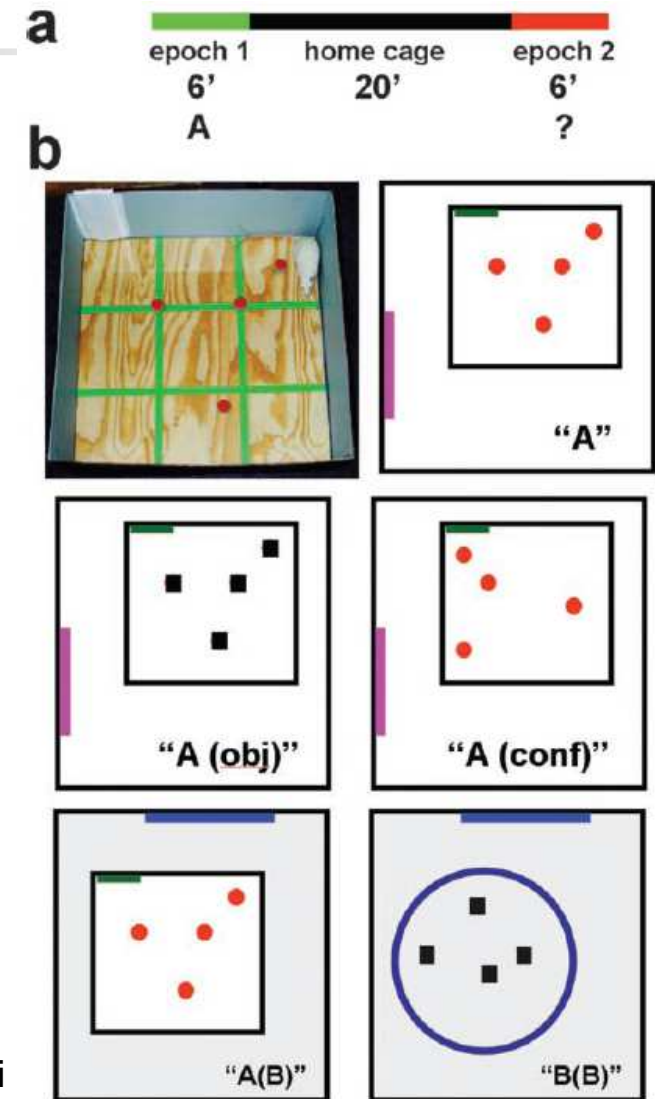 a
epoch 1 home cage epoch 2
6’ 20’ 6’
A ?
b
“A”
“A (obj)” “A (conf)”
“A(B)” “B(B)”
i